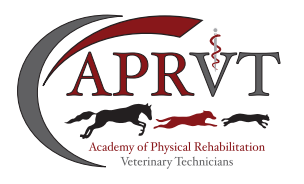 APRVT
Academy of Physical Rehabilitation
Veterinary Technicians